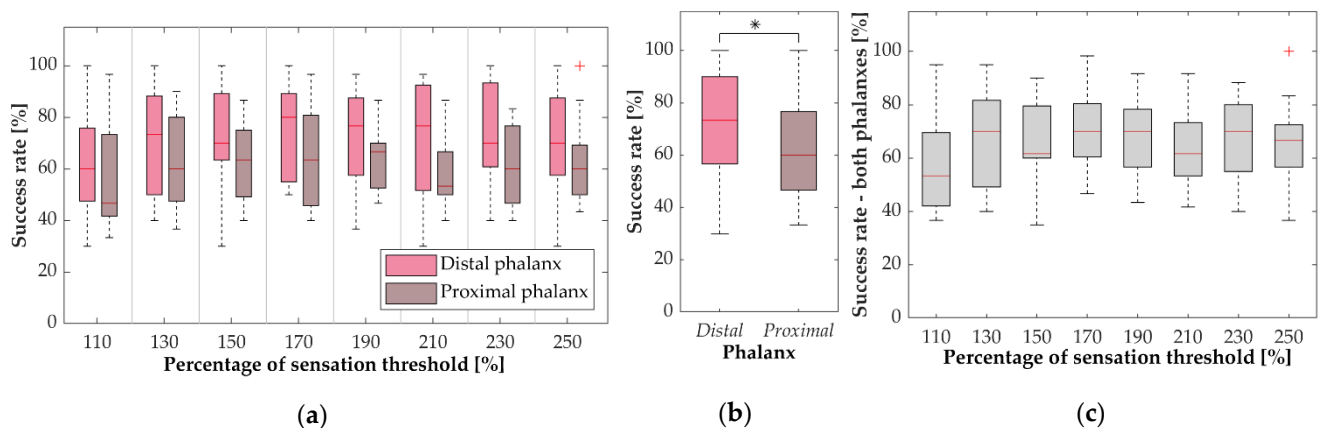 Success rate [%]
100
80
60
40
20
0
110 130 150 170 190 210 230 250
Percentage of sensation threshold [%]
Distal phalanx
Proximal phalanx
(a)
Success rate [%]
100
80
60
40
20
0
*
Distal Proximal
Phalanx
(b)
Success rate - both phalanxes [%]
100
80
60
40
20
0
110 130 150 170 190 210 230 250
Percentage of sensation threshold [%]
(c)